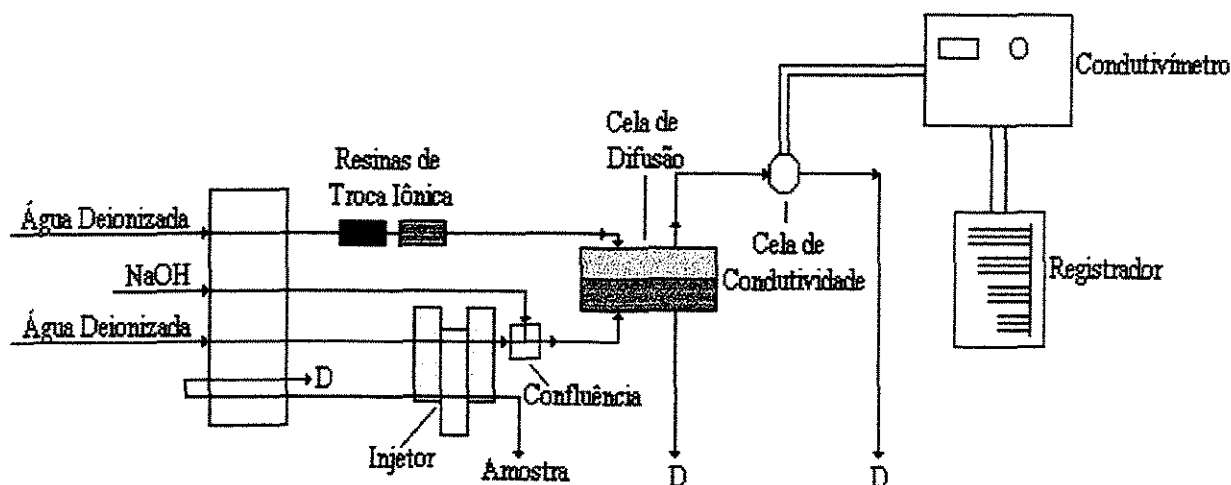 Condutivímetro
Cela de
Difusão
Resinas de
Troca Iônica
Água Deionizada
Cela de
Condutividade
Registrador
NaOH
Água Deionizada
D
Confluência
Injetor
Amostra
D
D